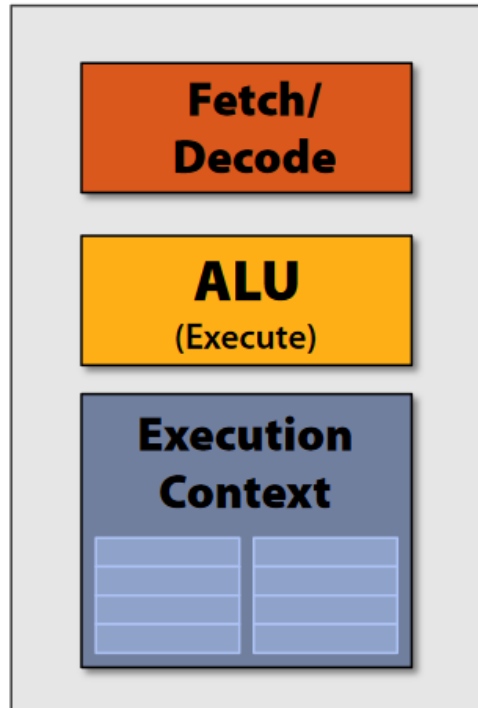 Fetch/
Decode
ALU
(Execute)
Execution
Context